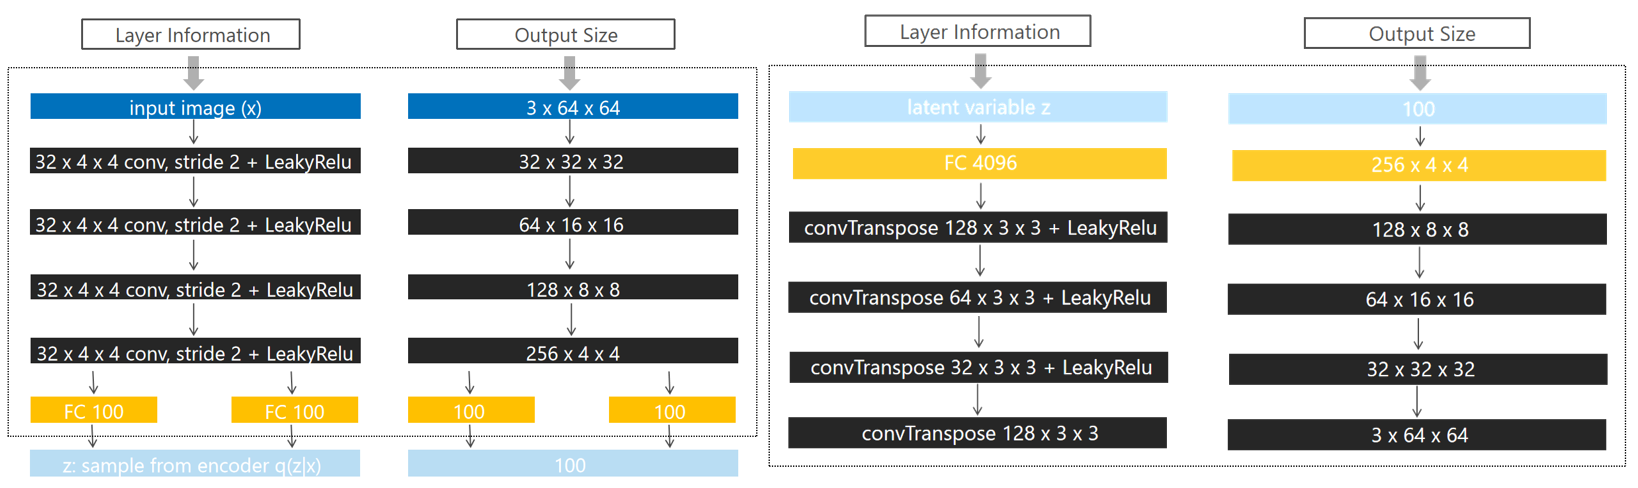 Layer Information
Output Size
input image (x)
3 x 64 x 64
32 x 4 x 4 conv, stride 2 + LeakyRelu
32 x 32 x 32
32 x 4 x 4 conv, stride 2 + LeakyRelu
64 x 16 x 16
32 x 4 x 4 conv, stride 2 + LeakyRelu
128 x 8 x 8
32 x 4 x 4 conv, stride 2 + LeakyRelu
256 x 4 x 4
FC 100
FC 100
100
100
z: sample from encoder q(z|x)
100
Layer Information
Output Size
latent variable z
100
FC 4096
256 x 4 x 4
convTranspose 128 x 3 x 3 + LeakyRelu
128 x 8 x 8
convTranspose 64 x 3 x 3 + LeakyRelu
64 x 16 x 16
convTranspose 32 x 3 x 3 + LeakyRelu
32 x 32 x 32
convTranspose 128 x 3 x 3
3 x 64 x 64